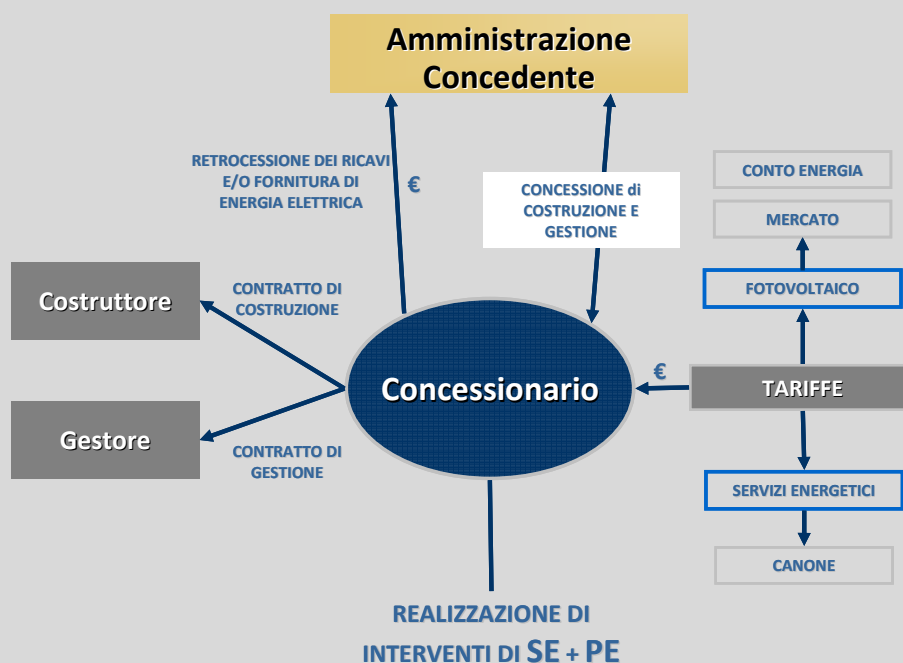 Amministrazione
Concedente
RETROCESSIONE DEI RICAVI
E/O FORNITURA DI
ENERGIA ELETTRICA
€
CONCESSIONE di
COSTRUZIONE E
GESTIONE
CONTO ENERGIA
MERCATO
FOTOVOLTAICO
Costruttore
CONTRATTO DI
COSTRUZIONE
Concessionario
€
TARIFFE
Gestore
CONTRATTO DI
GESTIONE
SERVIZI ENERGETICI
CANONE
REALIZZAZIONE DI
INTERVENTI DI SE + PE